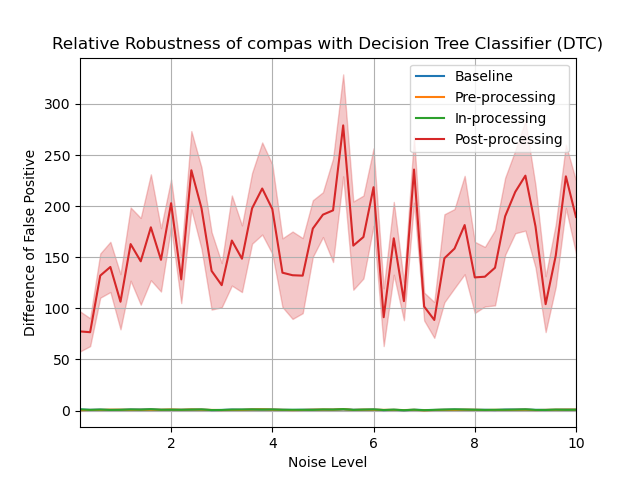 Relative Robustness of compas with Decision Tree Classifier (DTC)
Baseline
Pre-processing
In-processing
Post-processing
Difference of False Positive
300
250
200
150
100
50
0
2 4 6 8 10
Noise Level